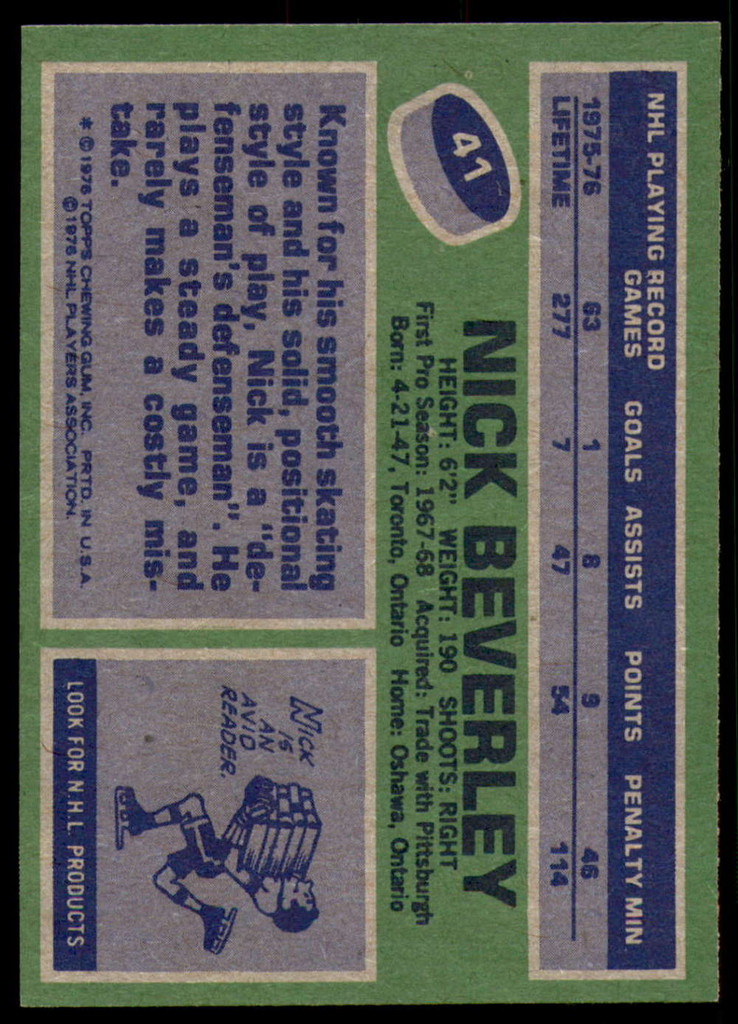 41
NICK BEVERLEY
HEIGHT: 6'2" WEIGHT: 190 SHOOTS: RIGHT
First Pro Season: 1967-68 Acquired: Trade with Pittsburgh
Born: 4-21-47, Toronto, Ontario Home: Oshawa, Ontario
NHL PLAYING RECORD
GAMES GOALS ASSISTS POINTS PENALTY MIN
1975-76 63 1 8 9 46
LIFETIME 277 7 47 54 114
Known for his smooth skating
style and his solid, positional
style of play, Nick is a "de-
fenseman's defenseman". He
plays a steady game, and
rarely makes a costly mis-
take.
* © 1976 TOPPS CHEWING GUM, INC. PRTD. IN U.S.A.
© 1976 NHL PLAYERS ASSOCIATION.
NICK
IS
AN
AVID
READER.
LOOK FOR N.H.L. PRODUCTS